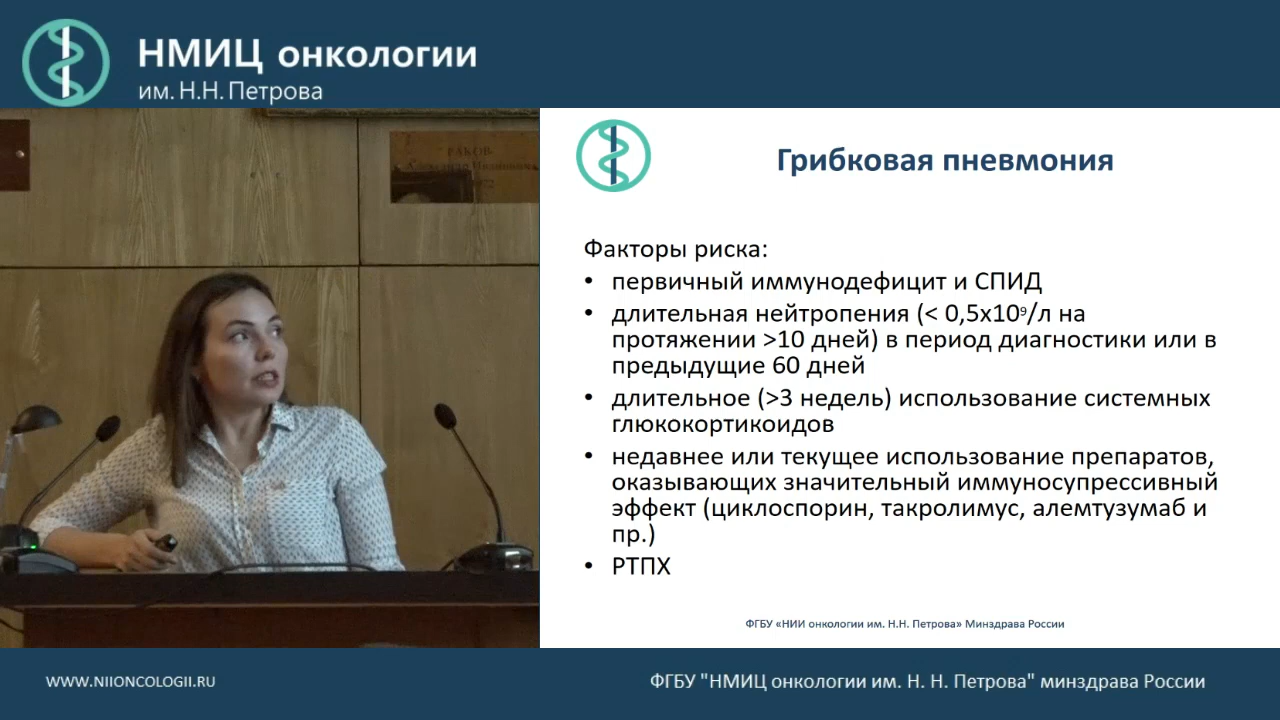 НМИЦ онкологии
им. Н.Н. Петрова
РАКОВ
Александр Иванович
Грибковая пневмония
Факторы риска:
• первичный иммунодефицит и СПИД
• длительная нейтропения (< 0,5х10⁹/л на
протяжении >10 дней) в период диагностики или в
предыдущие 60 дней
• длительное (>3 недель) использование системных
глюкокортикоидов
• недавнее или текущее использование препаратов,
оказывающих значительный иммуносупрессивный
эффект (циклоспорин, такролимус, алемтузумаб и
пр.)
• РТПХ
ФГБУ «НИИ онкологии им. Н.Н. Петрова» Минздрава России
WWW.NIIONCOLOGII.RU
ФГБУ "НМИЦ онкологии им. Н. Н. Петрова" минздрава России